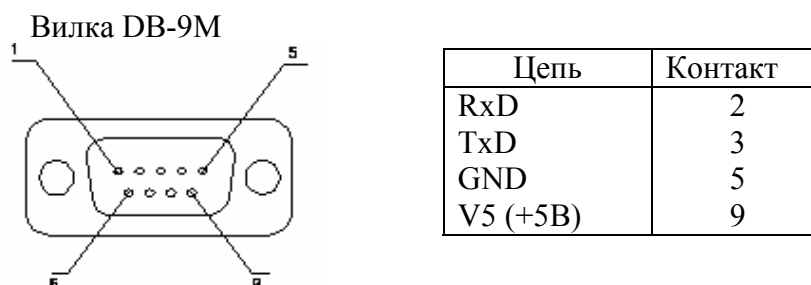 Вилка DB-9M
1
5
6
9
Цепь Контакт
RxD 2
TxD 3
GND 5
V5 (+5В) 9